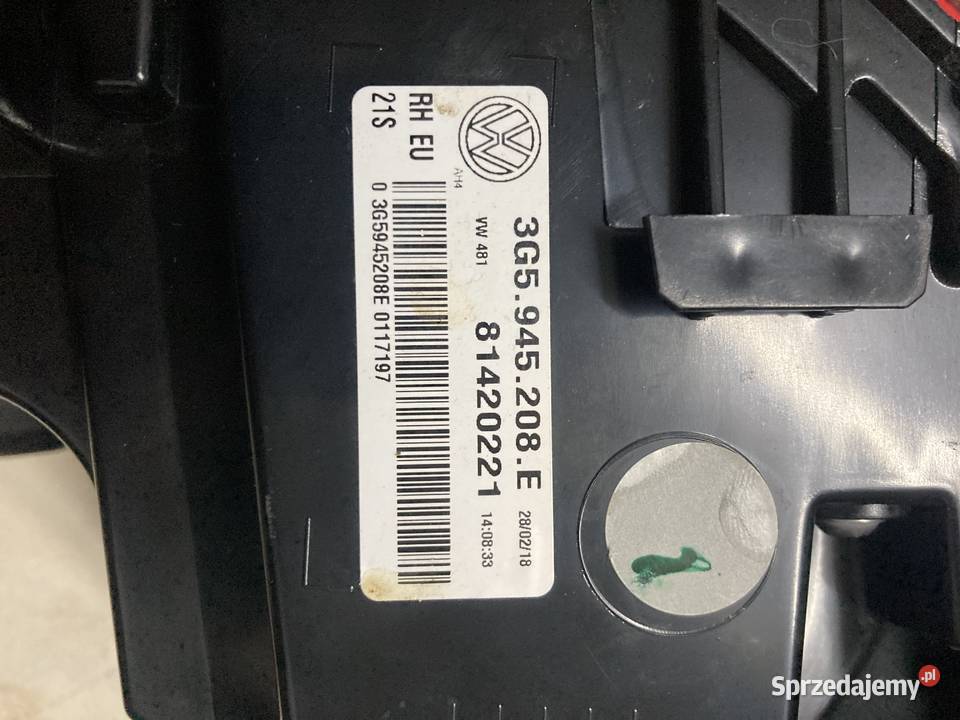 3G5.945.208.E 28/02/18
VW 481 81420221 14:08:33
AH4
RH EU
21S
0 3G5945208E 0117197
Sprzedajemy.pl